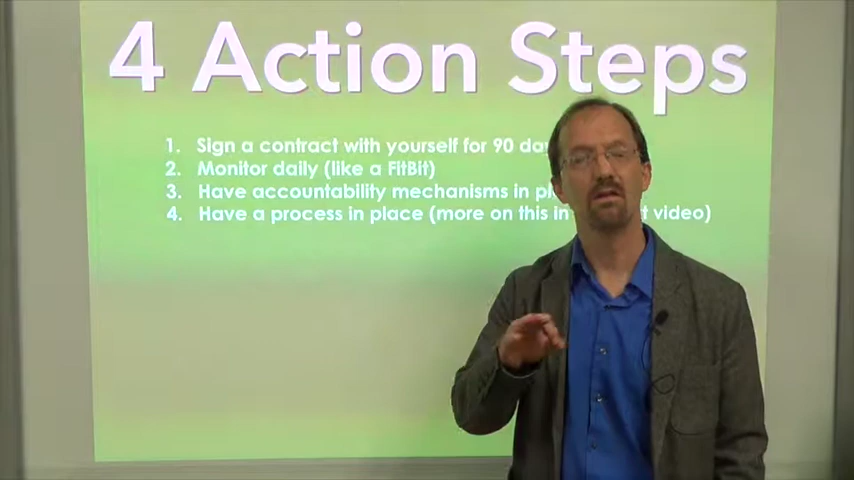 4 Action Steps
1. Sign a contract with yourself for 90
2. Monitor daily (like a FitBit)
3. Have accountability mechanisms in
4. Have a process in place (more on this in video)